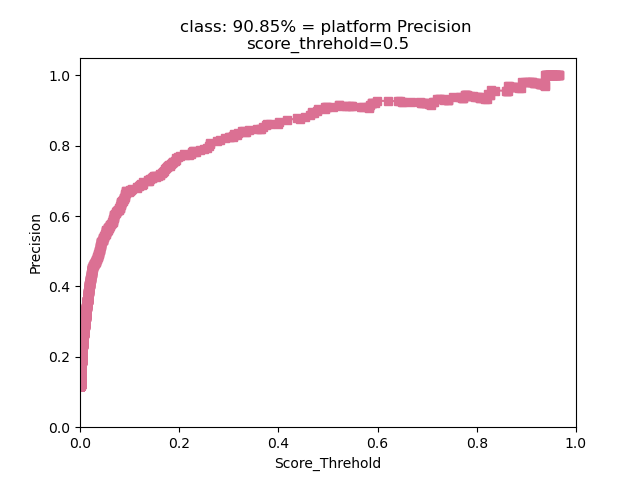 class: 90.85% = platform Precision
score_threhold=0.5
1.0
0.8
0.6
0.4
0.2
0.0
Precision
0.0 0.2 0.4 0.6 0.8 1.0
Score_Threhold